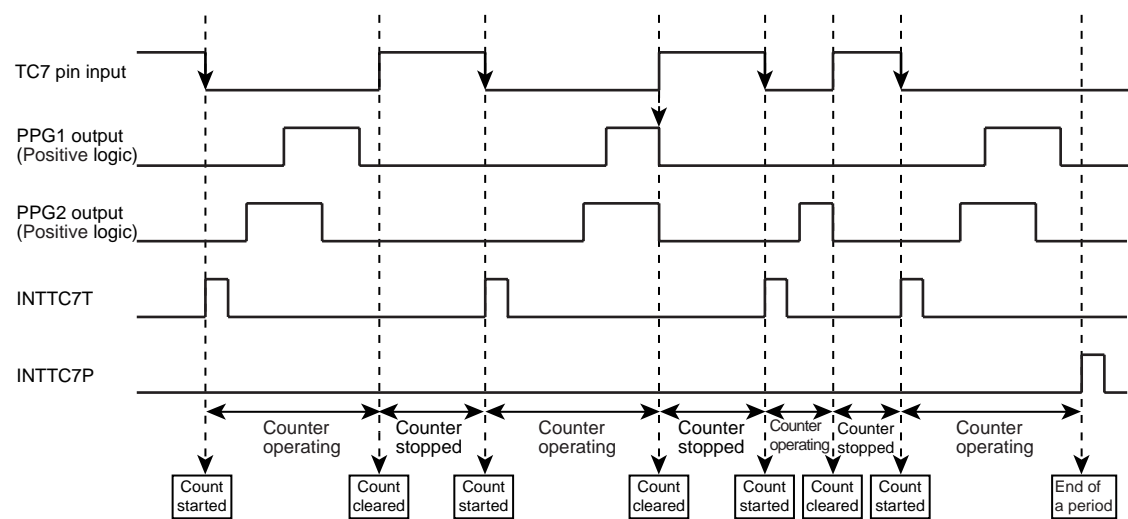 TC7 pin input
PPG1 output
(Positive logic)
PPG2 output
(Positive logic)
INTTC7T
INTTC7P
Counter
operating
Counter
stopped
Counter
operating
Counter
stopped
Counter
operating
Counter
stopped
Counter
operating
Count
started
Count
cleared
Count
started
Count
cleared
Count
started
Count
cleared
Count
started
End of
a period